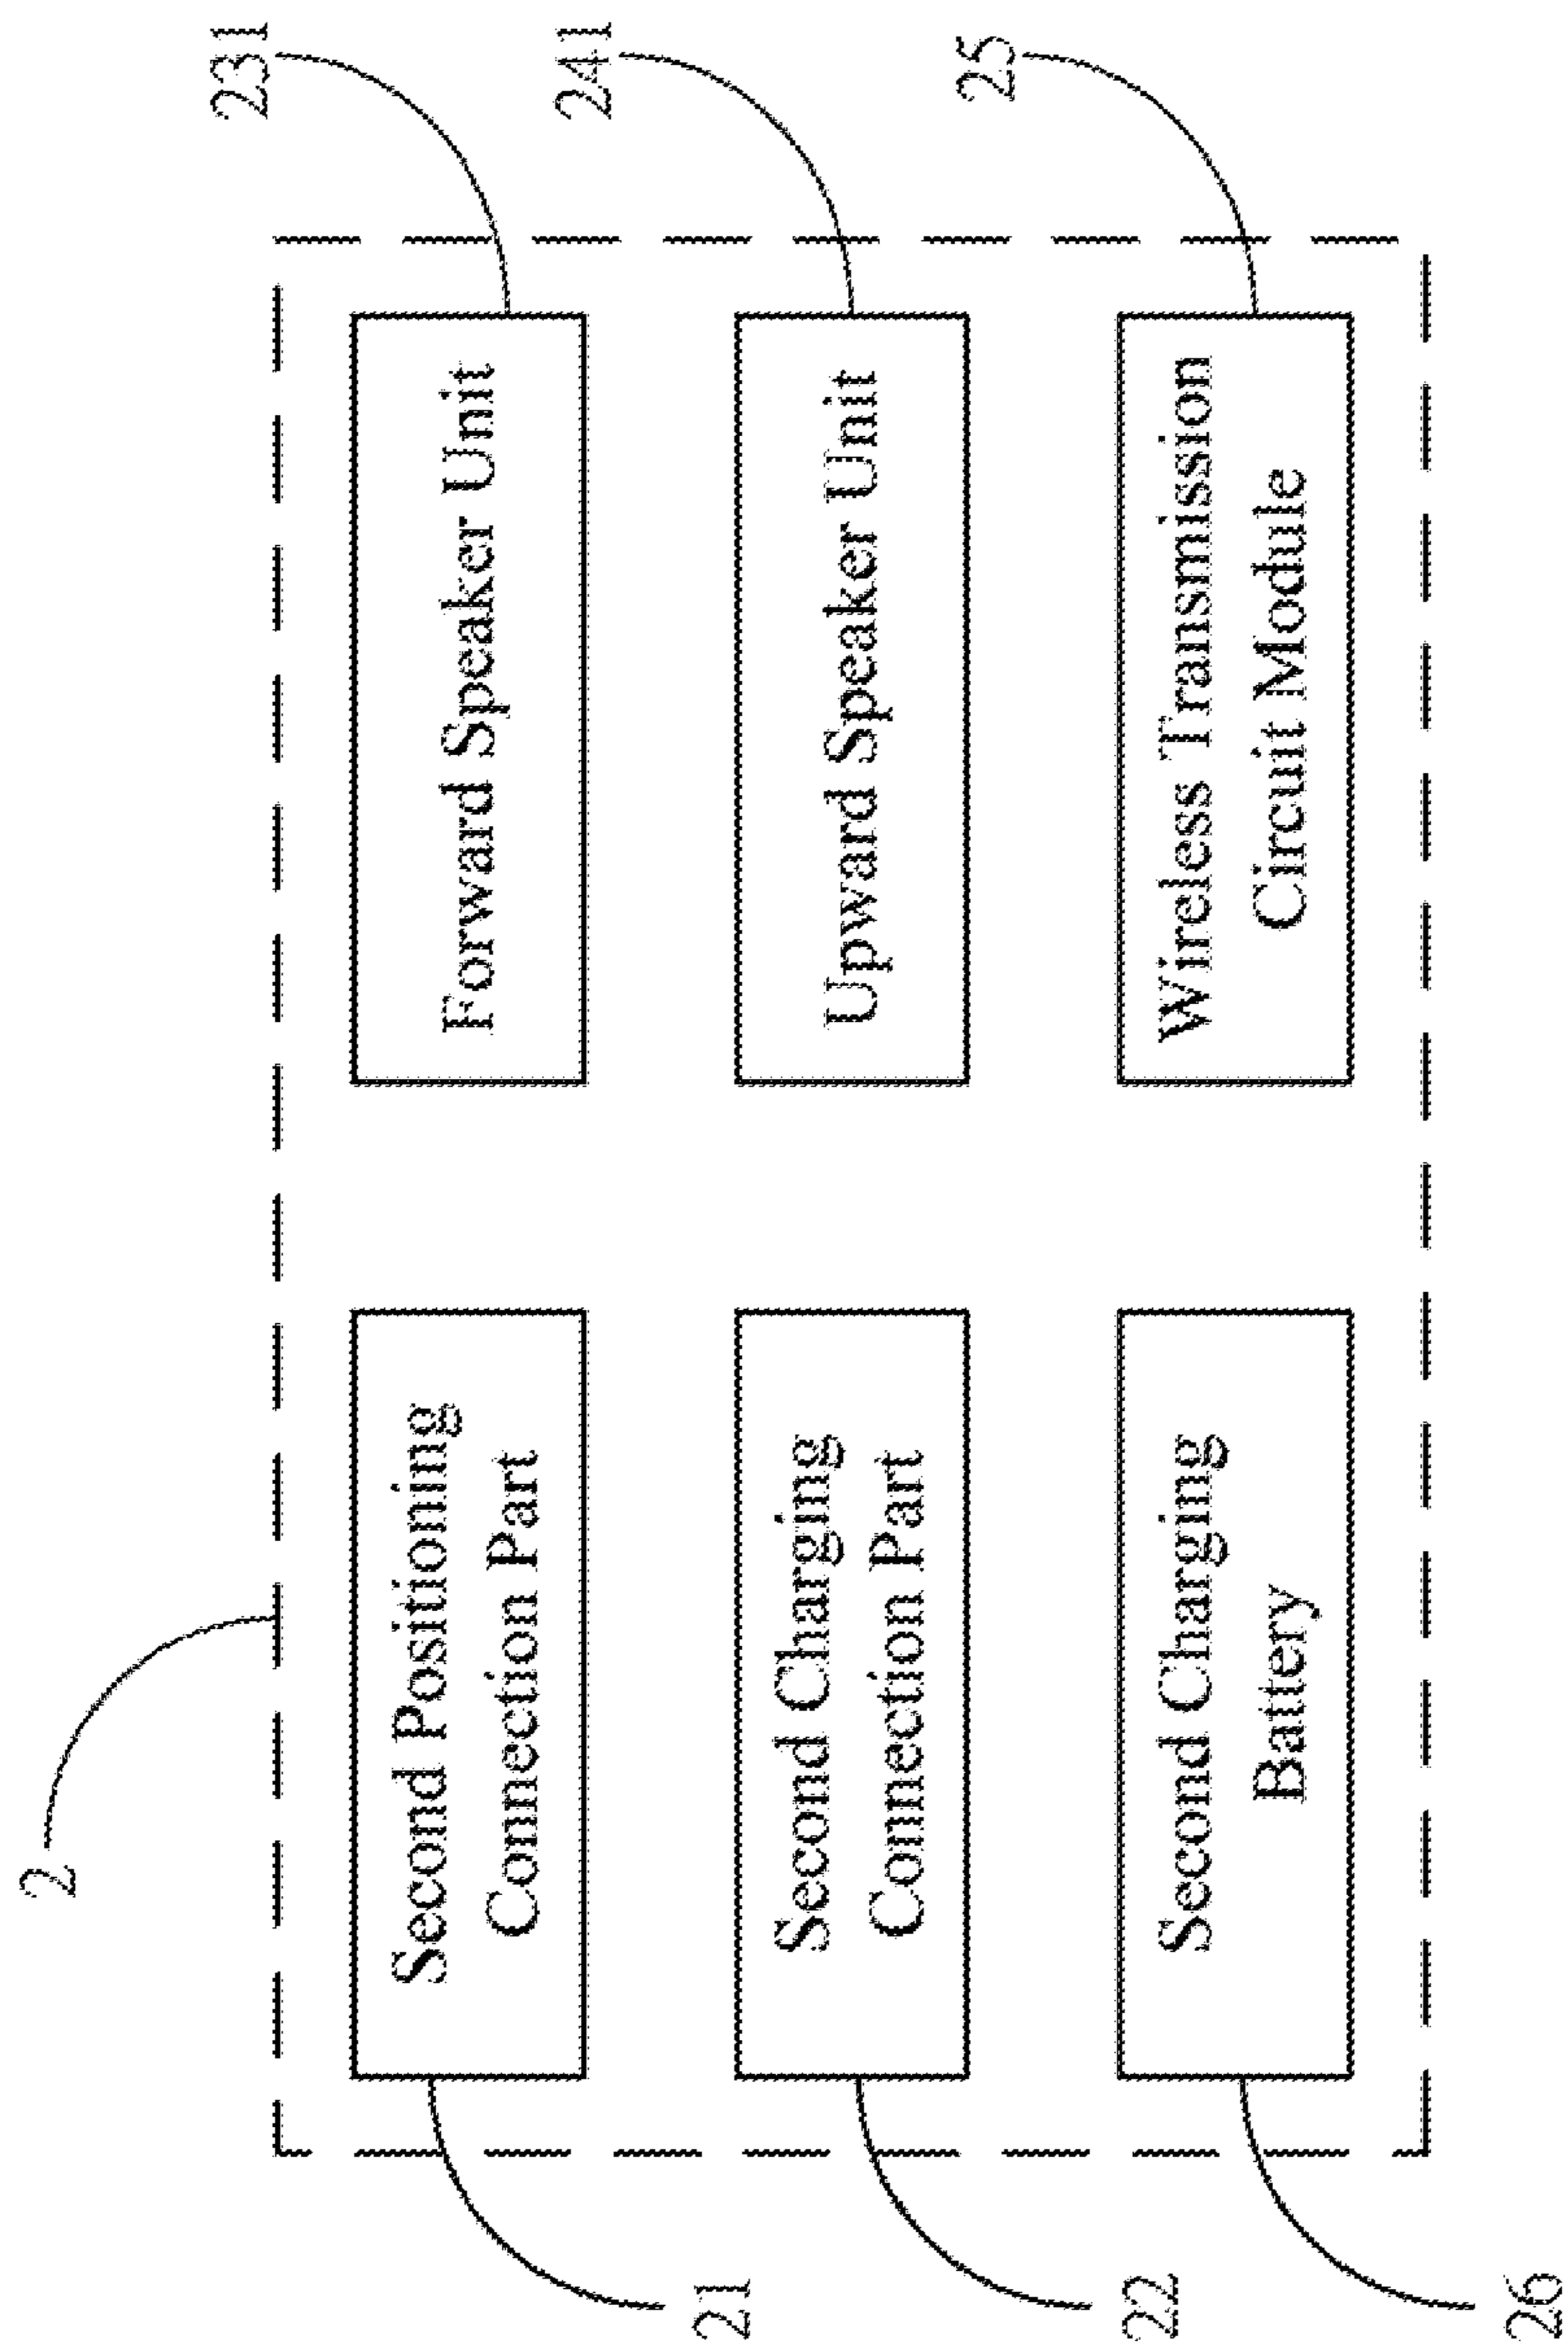 2
21
Second Positioning
Connection Part
Forward Speaker Unit
231
22
Second Charging
Connection Part
Upward Speaker Unit
241
26
Second Charging
Battery
Wireless Transmission
Circuit Module
25